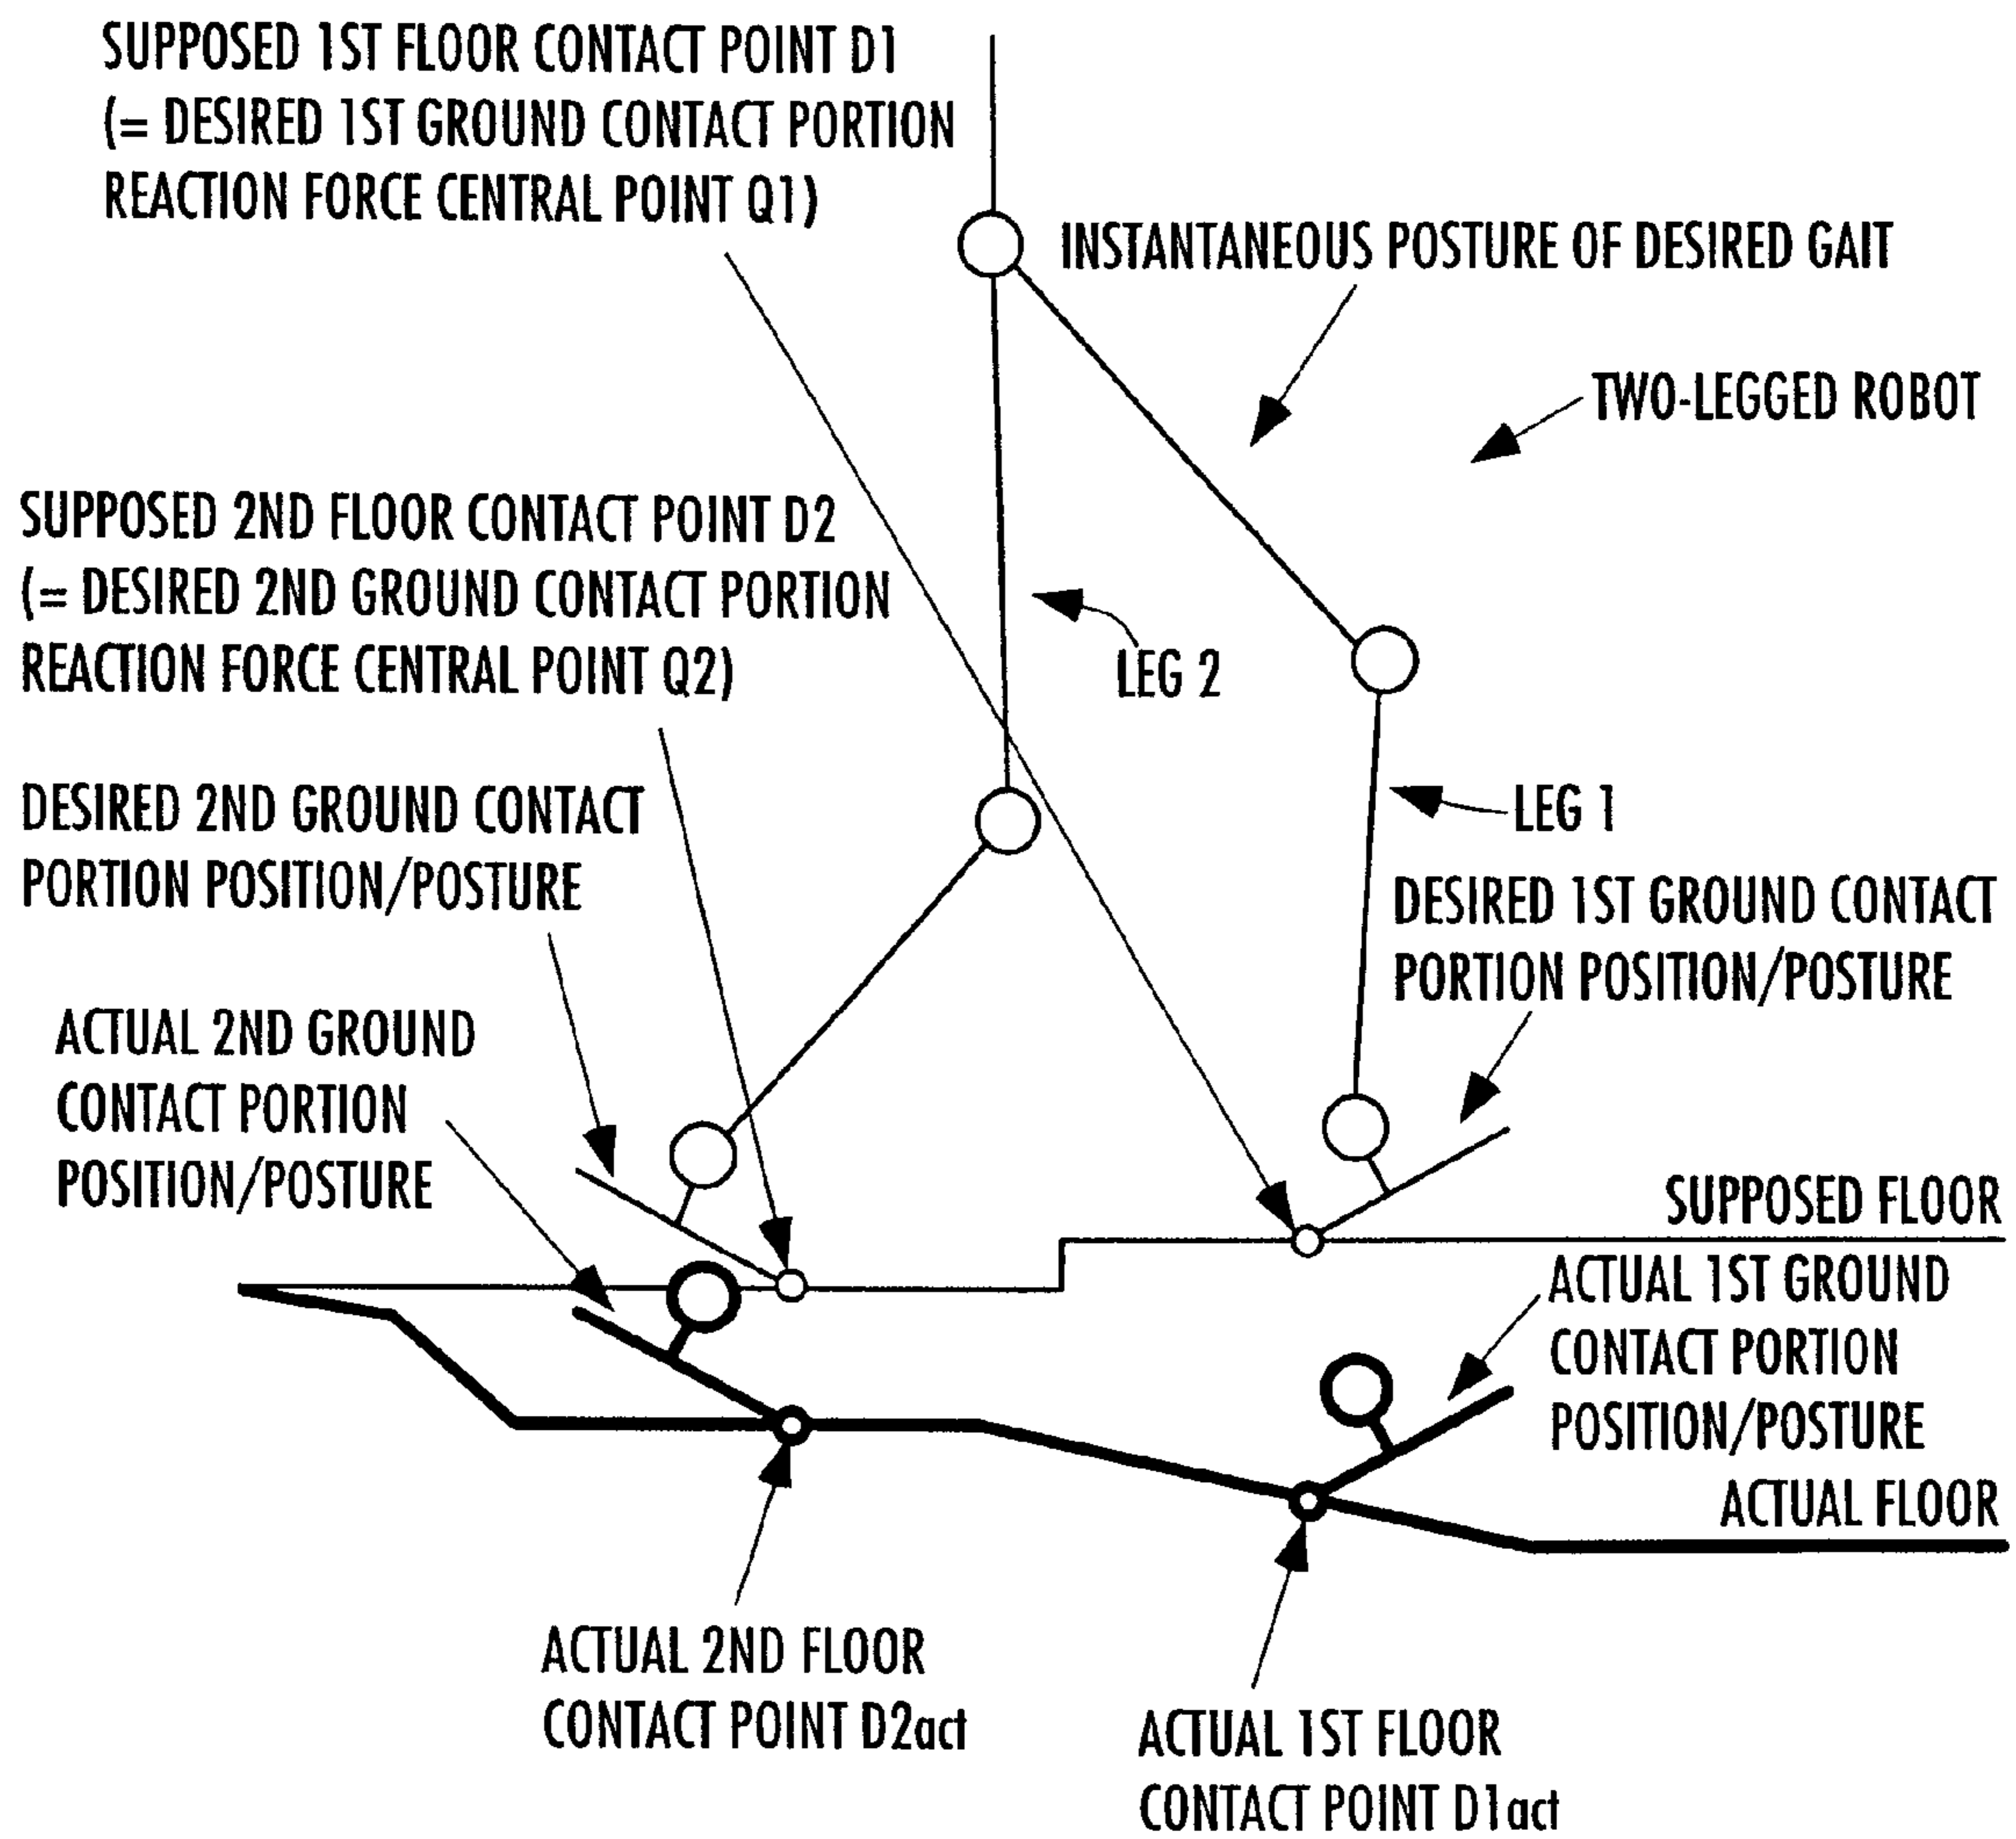 SUPPOSED 1ST FLOOR CONTACT POINT D1
(= DESIRED 1ST GROUND CONTACT PORTION
REACTION FORCE CENTRAL POINT Q1)
INSTANTANEOUS POSTURE OF DESIRED GAIT
TWO-LEGGED ROBOT
SUPPOSED 2ND FLOOR CONTACT POINT D2
(= DESIRED 2ND GROUND CONTACT PORTION
REACTION FORCE CENTRAL POINT Q2)
LEG 2
DESIRED 2ND GROUND CONTACT
PORTION POSITION/POSTURE
LEG 1
DESIRED 1ST GROUND CONTACT
PORTION POSITION/POSTURE
ACTUAL 2ND GROUND
CONTACT PORTION
POSITION/POSTURE
SUPPOSED FLOOR
ACTUAL 1ST GROUND
CONTACT PORTION
POSITION/POSTURE
ACTUAL FLOOR
ACTUAL 2ND FLOOR
CONTACT POINT D2act
ACTUAL 1ST FLOOR
CONTACT POINT D1act